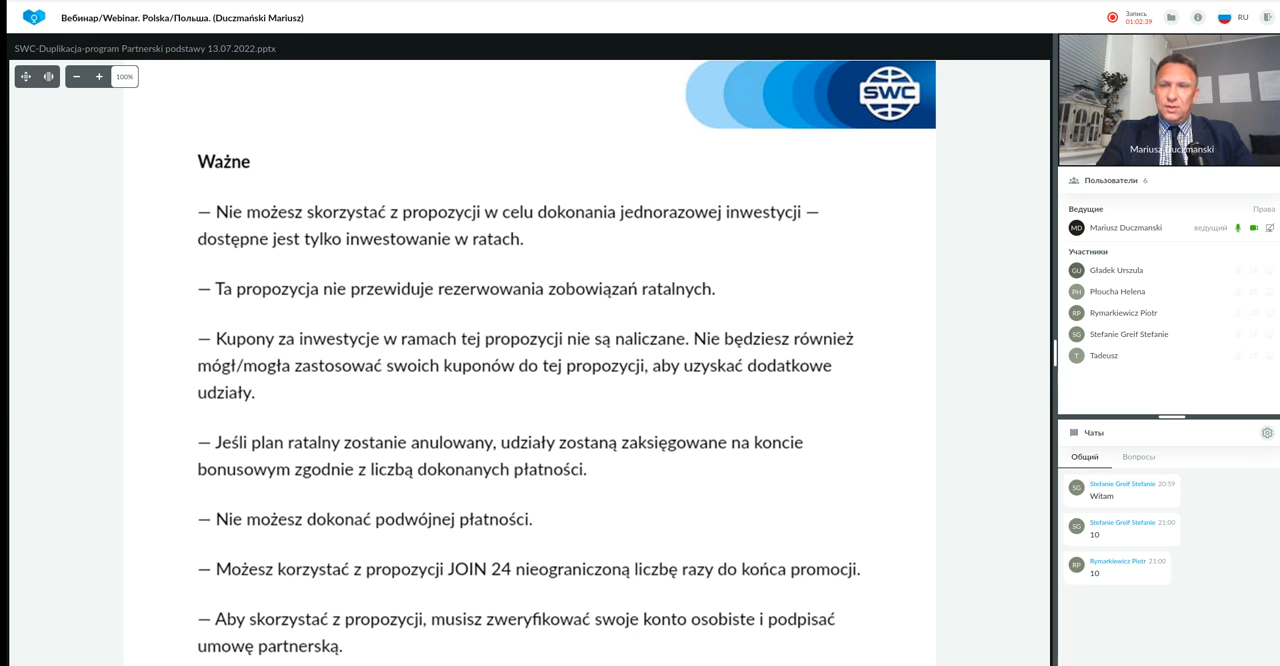 Вебинар/Webinar. Polska/Польша. (Duczmański Mariusz)
Запись
01:02:39
RU
SWC-Duplikacja-program Partnerski podstawy 13.07.2022.pptx
100%
SWC
Ważne
— Nie możesz skorzystać z propozycji w celu dokonania jednorazowej inwestycji —
dostępne jest tylko inwestowanie w ratach.
— Ta propozycja nie przewiduje rezerwowania zobowiązań ratalnych.
— Kupony za inwestycje w ramach tej propozycji nie są naliczane. Nie będziesz również
mógł/mogła zastosować swoich kuponów do tej propozycji, aby uzyskać dodatkowe
udziały.
— Jeśli plan ratalny zostanie anulowany, udziały zostaną zaksięgowane na koncie
bonusowym zgodnie z liczbą dokonanych płatności.
— Nie możesz dokonać podwójnej płatności.
— Możesz korzystać z propozycji JOIN 24 nieograniczoną liczbę razy do końca promocji.
— Aby skorzystać z propozycji, musisz zweryfikować swoje konto osobiste i podpisać
umowę partnerską.
Mariusz Duczmanski
Пользователи 6
Ведущие Права
MD Mariusz Duczmanski ведущий
Участники
GU Gładek Urszula
PH Płoucha Helena
RP Rymarkiewicz Piotr
SG Stefanie Greif Stefanie
T Tadeusz
Чаты
Общий Вопросы
SG Stefanie Greif Stefanie 20:59
Witam
SG Stefanie Greif Stefanie 21:00
10
RP Rymarkiewicz Piotr 21:00
10